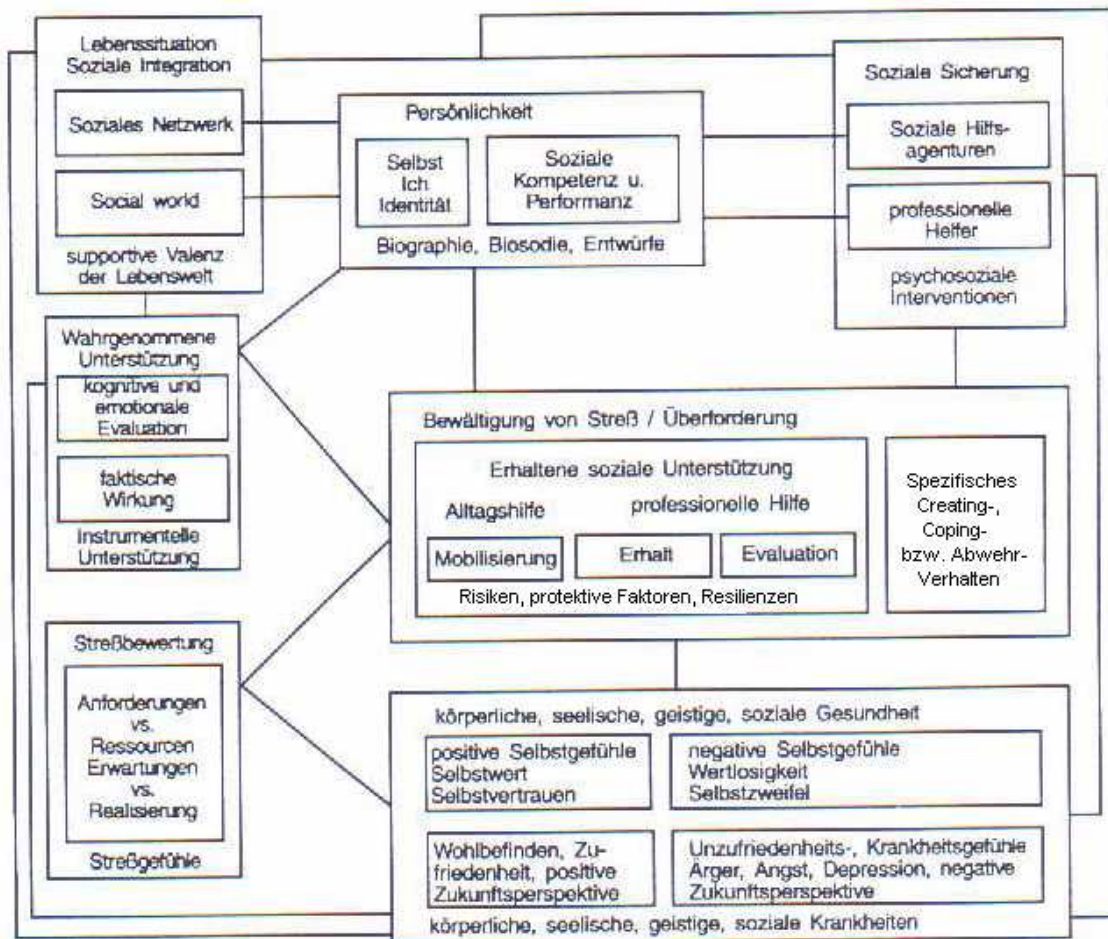 Lebenssituation
Soziale Integration
Soziales Netzwerk
Social world
supportive Valenz
der Lebenswelt
Persönlichkeit
Selbst
Ich
Identität
Soziale
Kompetenz u.
Performanz
Biographie, Biosodie, Entwürfe
Soziale Sicherung
Soziale Hilfs-
agenturen
professionelle
Helfer
psychosoziale
Interventionen
Wahrgenommene
Unterstützung
kognitive und
emotionale
Evaluation
faktische
Wirkung
Instrumentelle
Unterstützung
Bewältigung von Streß / Überforderung
Erhaltene soziale Unterstützung
Alltagshilfe professionelle Hilfe
Mobilisierung
Erhalt
Evaluation
Risiken, protektive Faktoren, Resilienzen
Spezifisches
Creating-,
Coping-
bzw. Abwehr-
Verhalten
Streßbewertung
Anforderungen
vs.
Ressourcen
Erwartungen
vs.
Realisierung
Streßgefühle
körperliche, seelische, geistige, soziale Gesundheit
positive Selbstgefühle
Selbstwert
Selbstvertrauen
negative Selbstgefühle
Wertlosigkeit
Selbstzweifel
Wohlbefinden, Zu-
friedenheit, positive
Zukunftsperspektive
Unzufriedenheits-, Krankheitsgefühle
Ärger, Angst, Depression, negative
Zukunftsperspektive
körperliche, seelische, geistige, soziale Krankheiten